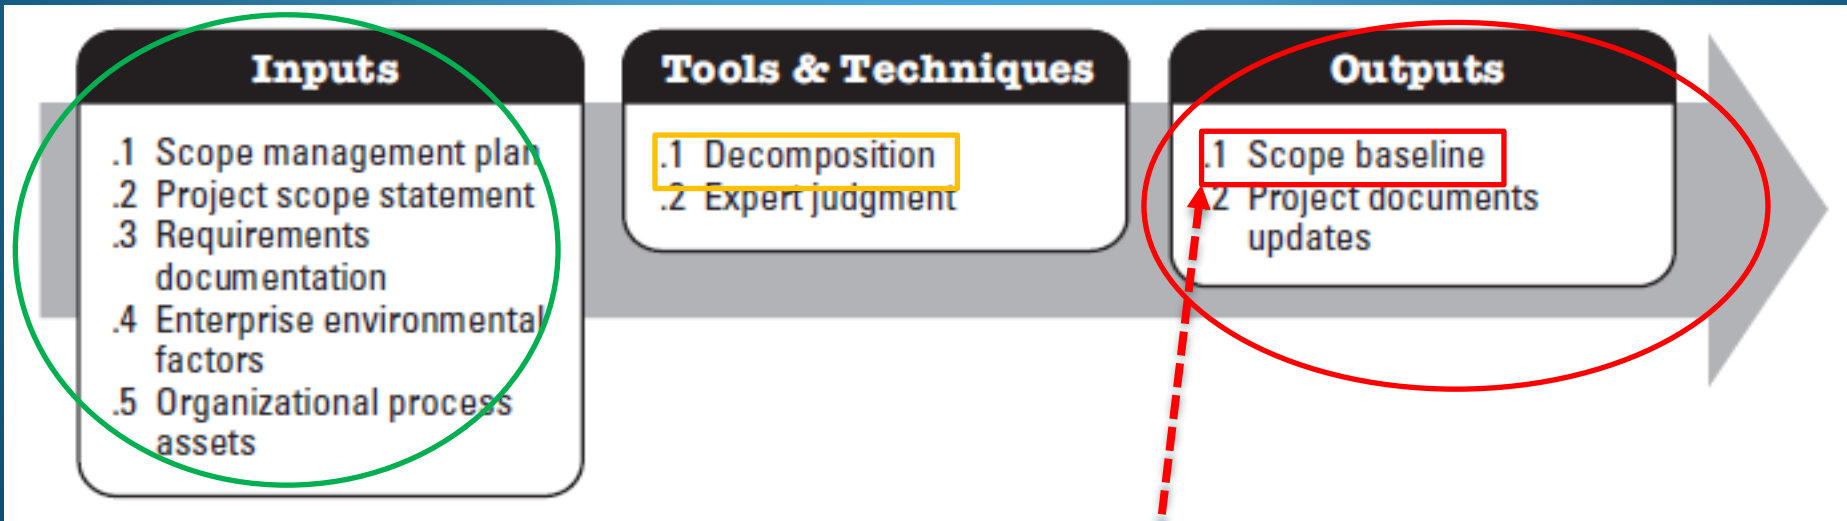 Inputs
.1 Scope management plan
.2 Project scope statement
.3 Requirements
documentation
.4 Enterprise environmental
factors
.5 Organizational process
assets
Tools & Techniques
.1 Decomposition
.2 Expert judgment
Outputs
.1 Scope baseline
.2 Project documents
updates